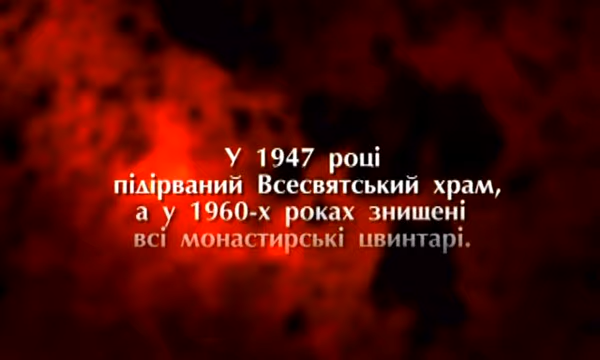 У 1947 році
підірваний Всесвятський храм,
а у 1960-х роках знищені
всі монастирські цвинтарі.